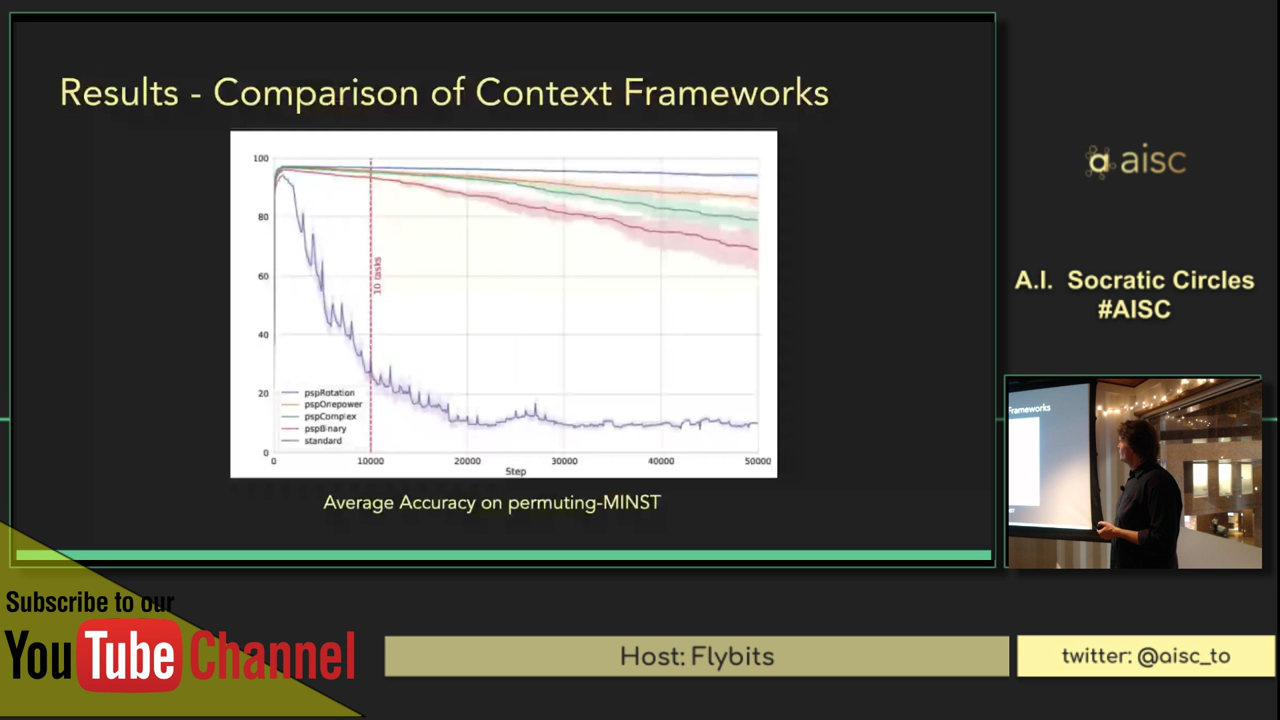 Results - Comparison of Context Frameworks
100
80
60
40
20
0
10 tasks
pspRotation
pspOnepower
pspComplex
pspBinary
standard
0 10000 20000 30000 40000 50000
Step
Average Accuracy on permuting-MINST
aisc
A.I. Socratic Circles
#AISC
Frameworks
Subscribe to our
YouTube Channel
Host: Flybits
twitter: @aisc_to